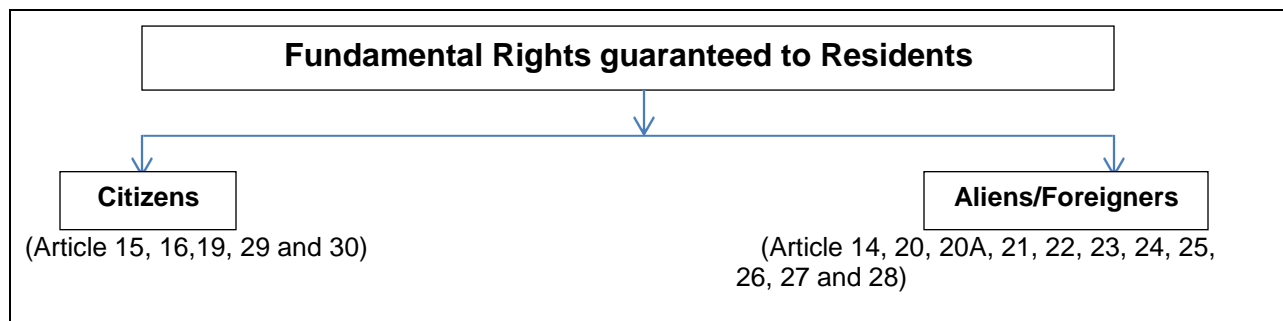 Fundamental Rights guaranteed to Residents
Citizens
(Article 15, 16,19, 29 and 30)
Aliens/Foreigners
(Article 14, 20, 20A, 21, 22, 23, 24, 25,
26, 27 and 28)